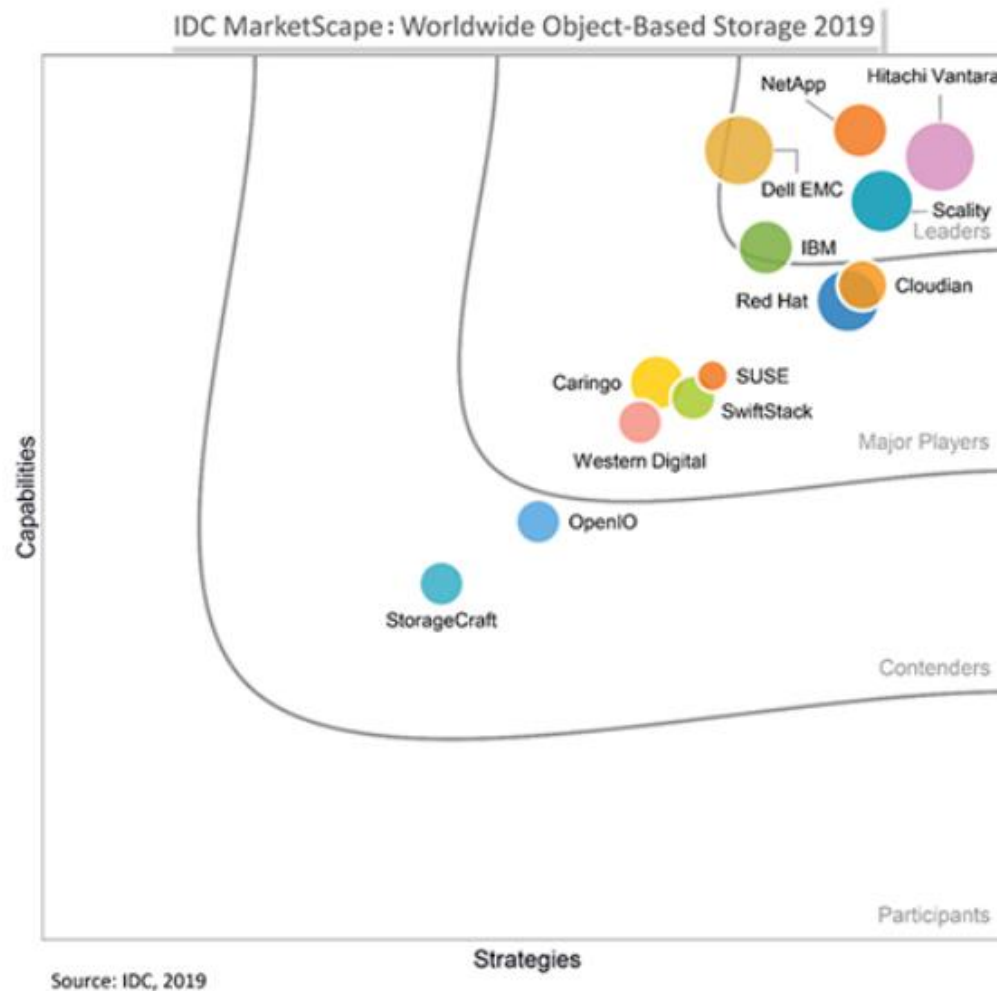 IDC MarketScape: Worldwide Object-Based Storage 2019
Hitachi Vantara
NetApp
Dell EMC
Scality
Leaders
IBM
Cloudian
Red Hat
SUSE
Caringo
SwiftStack
Major Players
Western Digital
OpenIO
StorageCraft
Contenders
Participants
Capabilities
Strategies
Source: IDC, 2019